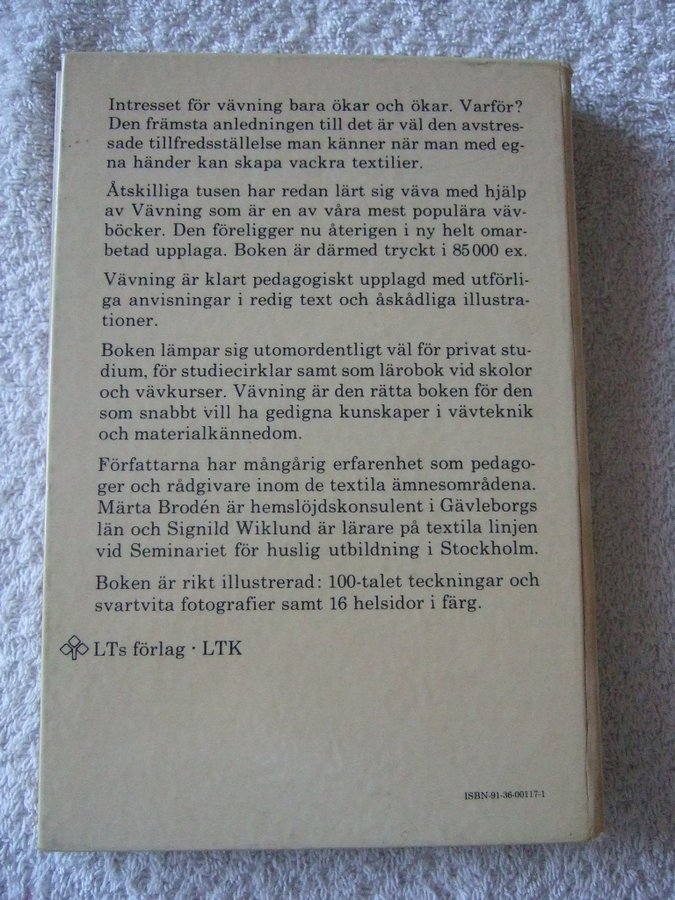 Intresset för vävning bara ökar och ökar. Varför?
Den främsta anledningen till det är väl den avstres-
sade tillfredsställelse man känner när man med eg-
na händer kan skapa vackra textilier.
Åtskilliga tusen har redan lärt sig väva med hjälp
av Vävning som är en av våra mest populära väv-
böcker. Den föreligger nu återigen i ny helt omar-
betad upplaga. Boken är därmed tryckt i 85 000 ex.
Vävning är klart pedagogiskt upplagd med utförli-
ga anvisningar i redig text och åskådliga illustra-
tioner.
Boken lämpar sig utomordentligt väl för privat stu-
dium, för studiecirklar samt som lärobok vid skolor
och vävkurser. Vävning är den rätta boken för den
som snabbt vill ha gedigna kunskaper i vävteknik
och materialkännedom.
Författarna har mångårig erfarenhet som pedago-
ger och rådgivare inom de textila ämnesområdena.
Märta Brodén är hemslöjdskonsulent i Gävleborgs
län och Signild Wiklund är lärare på textila linjen
vid Seminariet för huslig utbildning i Stockholm.
Boken är rikt illustrerad: 100-talet teckningar och
svartvita fotografier samt 16 helsidor i färg.
LTs förlag · LTK
ISBN-91-36-00117-1